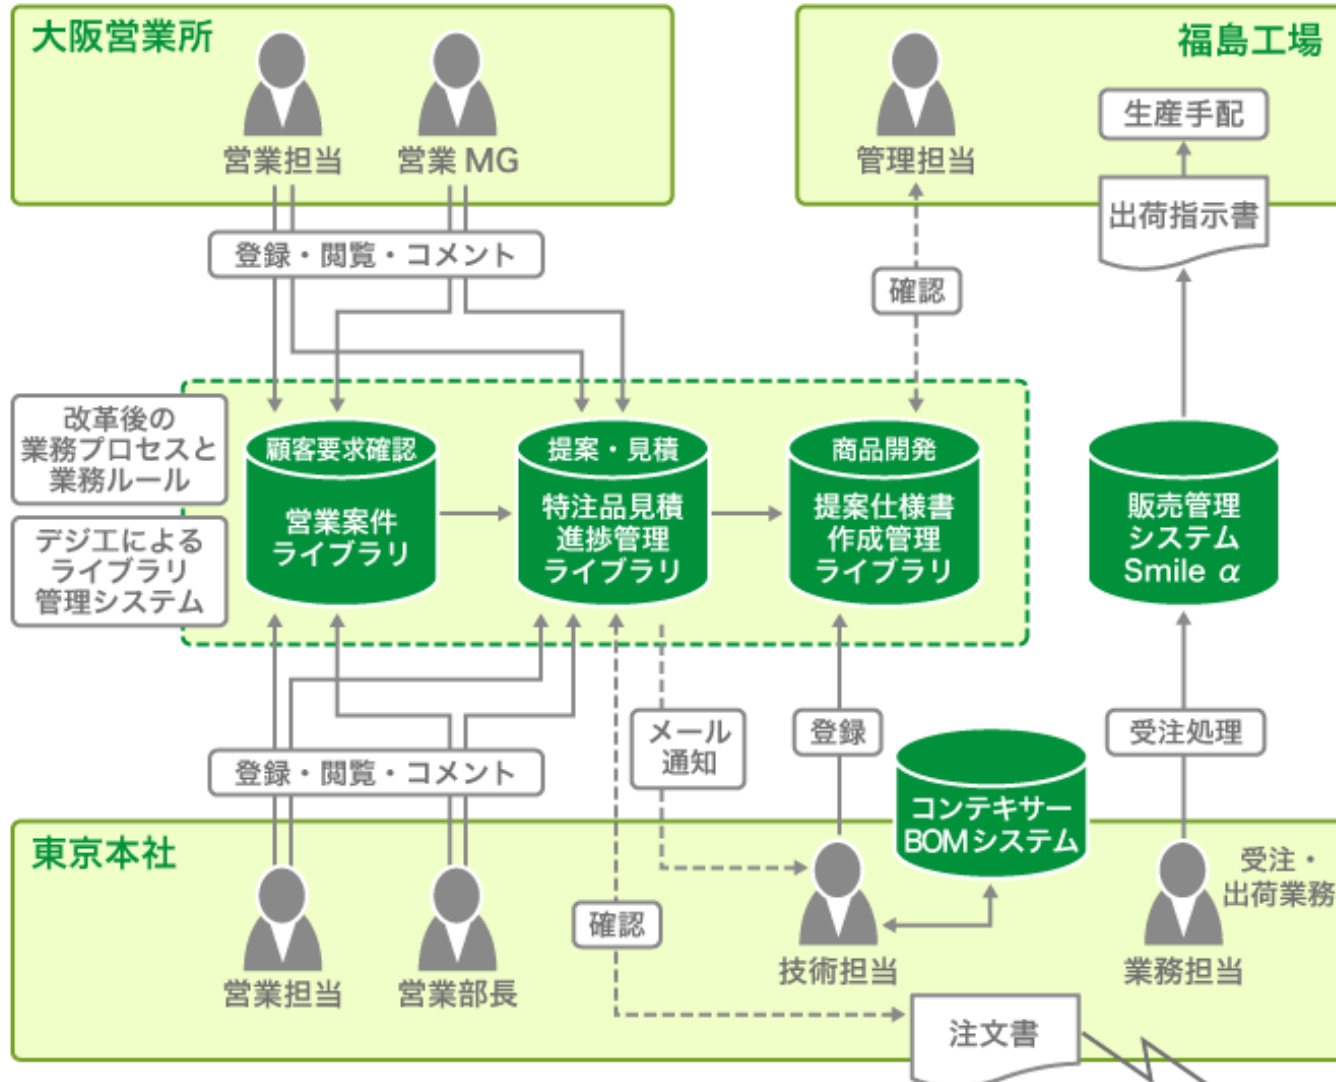 大阪営業所
営業担当
営業 MG
福島工場
管理担当
生産手配
出荷指示書
登録・閲覧・コメント
確認
改革後の
業務プロセスと
業務ルール
デジエによる
ライブラリ
管理システム
顧客要求確認
営業案件
ライブラリ
提案・見積
特注品見積
進捗管理
ライブラリ
商品開発
提案仕様書
作成管理
ライブラリ
販売管理
システム
Smile α
登録・閲覧・コメント
メール
通知
登録
受注処理
コンテキサー
BOMシステム
東京本社
営業担当
営業部長
確認
技術担当
業務担当
受注・
出荷業務
注文書